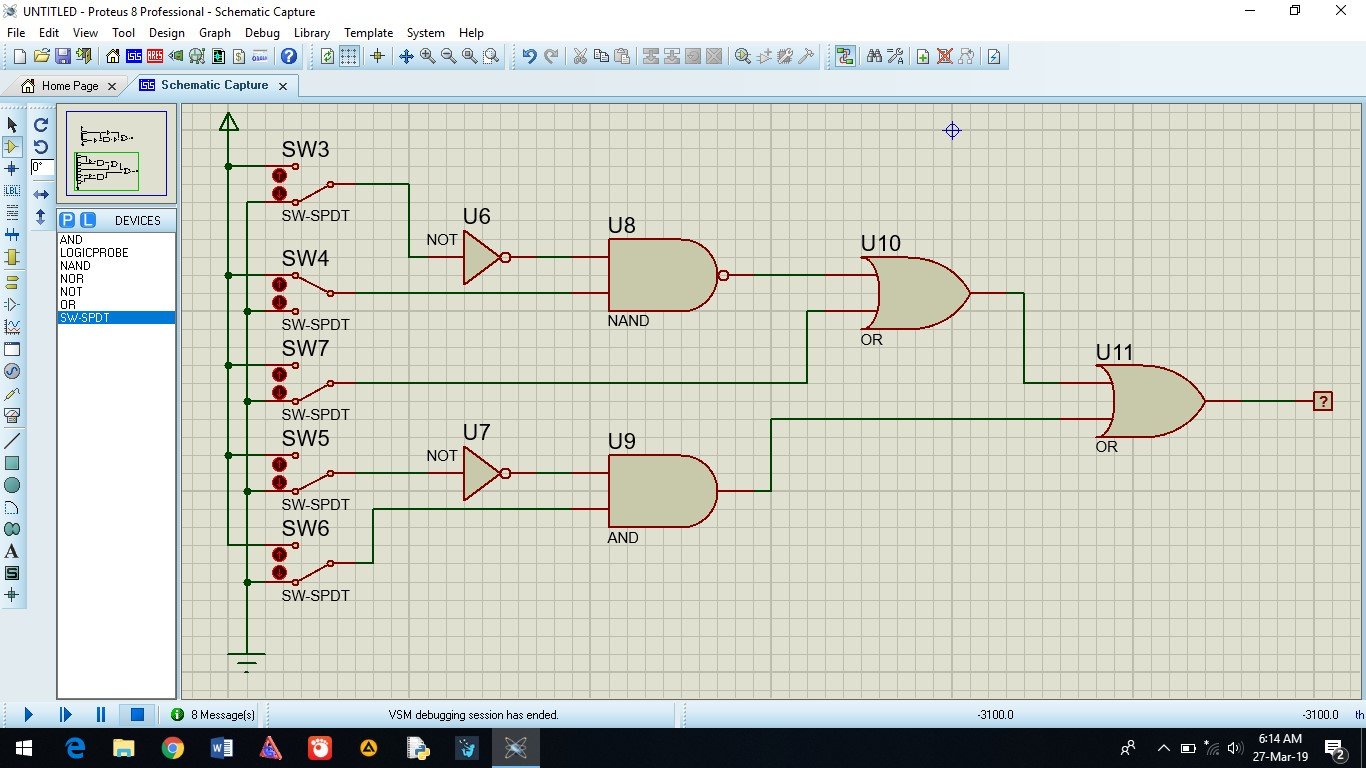 UNTITLED - Proteus 8 Professional - Schematic Capture
File Edit View Tool Design Graph Debug Library Template System Help
Home Page
Schematic Capture
0°
P L DEVICES
AND
LOGICPROBE
NAND
NOR
NOT
OR
SW-SPDT
SW3
SW-SPDT
SW4
SW-SPDT
SW7
SW-SPDT
SW5
SW-SPDT
SW6
SW-SPDT
U6
NOT
U7
NOT
U8
NAND
U9
AND
U10
OR
U11
OR
?
8 Message(s)
VSM debugging session has ended.
-3100.0
-3100.0
th
6:14 AM
27-Mar-19
2